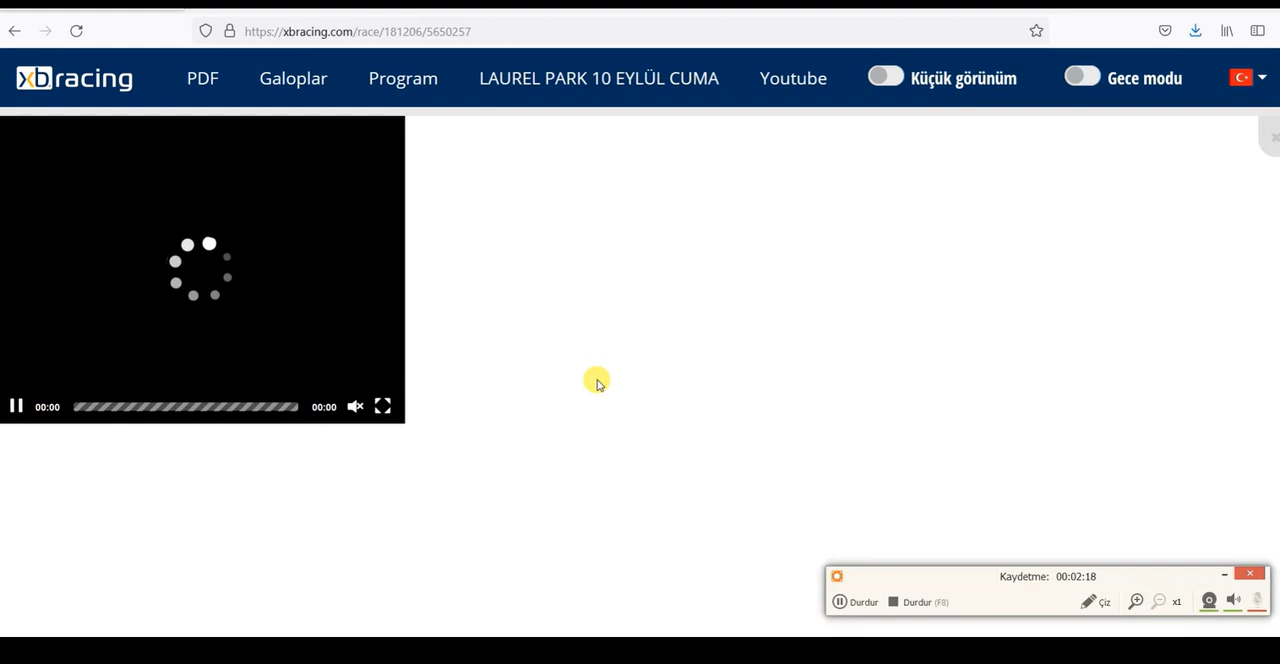 https://xbracing.com/race/181206/5650257
xbracing PDF Galoplar Program LAUREL PARK 10 EYLÜL CUMA Youtube Küçük görünüm Gece modu
00:00 00:00
Kaydetme: 00:02:18
Durdur Durdur (F8) Çiz x1